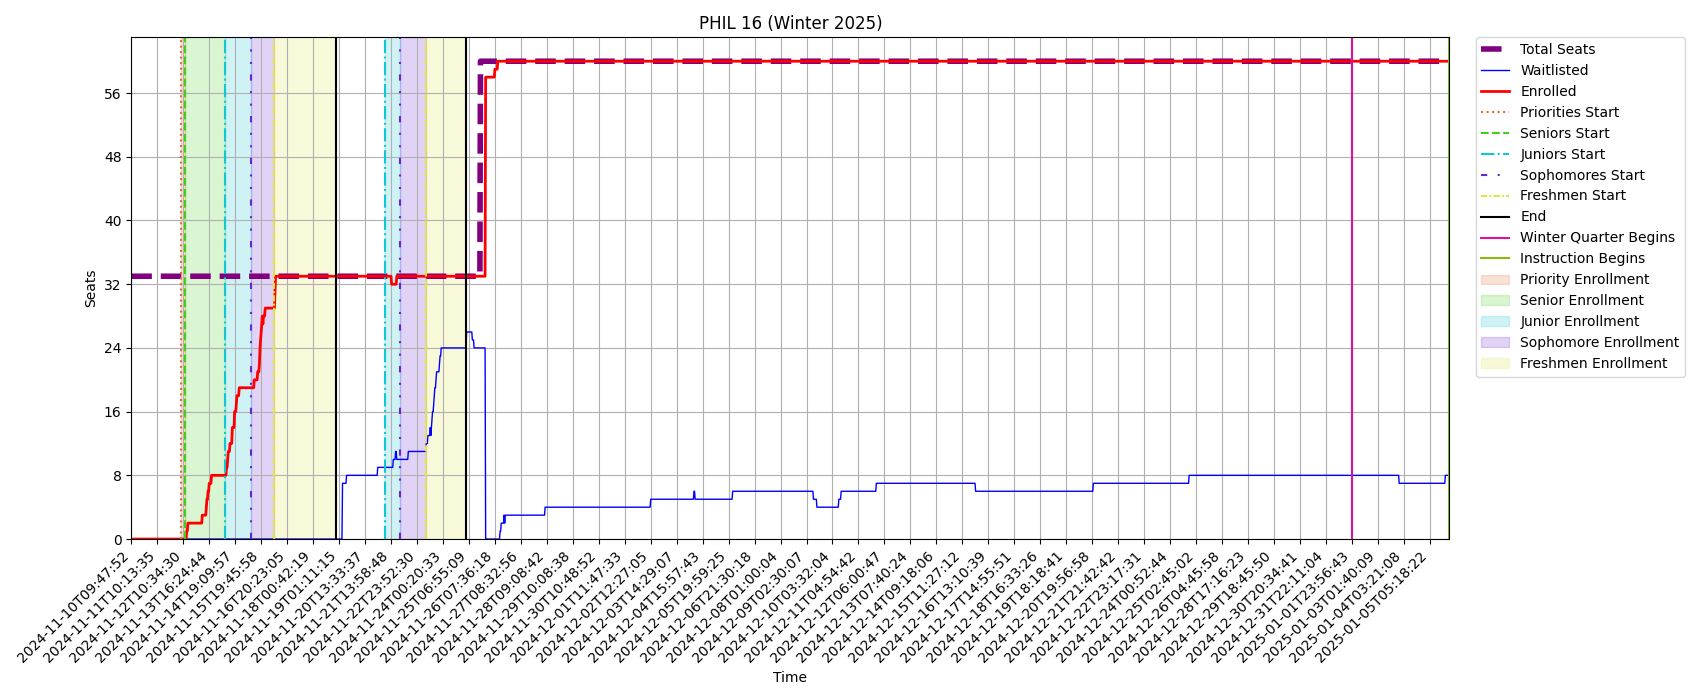 PHIL 16 (Winter 2025)
Seats
56
48
40
32
24
16
8
0
2024-11-10T09:47:52
2024-11-11T10:13:35
2024-11-12T10:34:30
2024-11-13T16:24:44
2024-11-14T19:09:57
2024-11-15T19:45:58
2024-11-16T20:23:05
2024-11-18T00:42:19
2024-11-19T01:11:15
2024-11-20T13:33:37
2024-11-21T13:58:48
2024-11-22T23:52:30
2024-11-24T00:20:33
2024-11-25T06:55:09
2024-11-26T07:36:18
2024-11-27T08:32:56
2024-11-28T09:08:42
2024-11-29T10:08:38
2024-11-30T10:48:52
2024-12-01T11:47:33
2024-12-02T12:27:05
2024-12-03T14:29:07
2024-12-04T15:57:43
2024-12-05T19:59:25
2024-12-06T21:30:18
2024-12-08T01:00:04
2024-12-09T02:30:07
2024-12-10T03:32:04
2024-12-11T04:54:42
2024-12-12T06:00:47
2024-12-13T07:40:24
2024-12-14T09:18:06
2024-12-15T11:27:12
2024-12-16T13:10:39
2024-12-17T14:55:51
2024-12-18T16:33:26
2024-12-19T18:18:41
2024-12-20T19:56:58
2024-12-21T21:42:42
2024-12-22T23:17:31
2024-12-24T00:52:44
2024-12-25T02:45:02
2024-12-26T04:45:58
2024-12-28T17:16:23
2024-12-29T18:45:50
2024-12-30T20:34:41
2024-12-31T22:11:04
2025-01-01T23:56:43
2025-01-03T01:40:09
2025-01-04T03:21:08
2025-01-05T05:18:22
Time
Total Seats
Waitlisted
Enrolled
Priorities Start
Seniors Start
Juniors Start
Sophomores Start
Freshmen Start
End
Winter Quarter Begins
Instruction Begins
Priority Enrollment
Senior Enrollment
Junior Enrollment
Sophomore Enrollment
Freshmen Enrollment